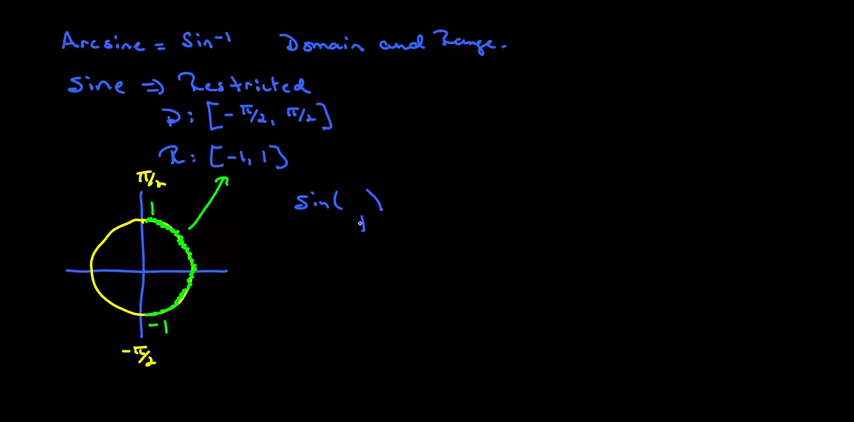 Arcsine = Sin⁻¹ Domain and Range.
Sine ⇒ Restricted
D: [-π/2, π/2]
R: [-1, 1]
π/2
1
sin( )
-1
-π/2